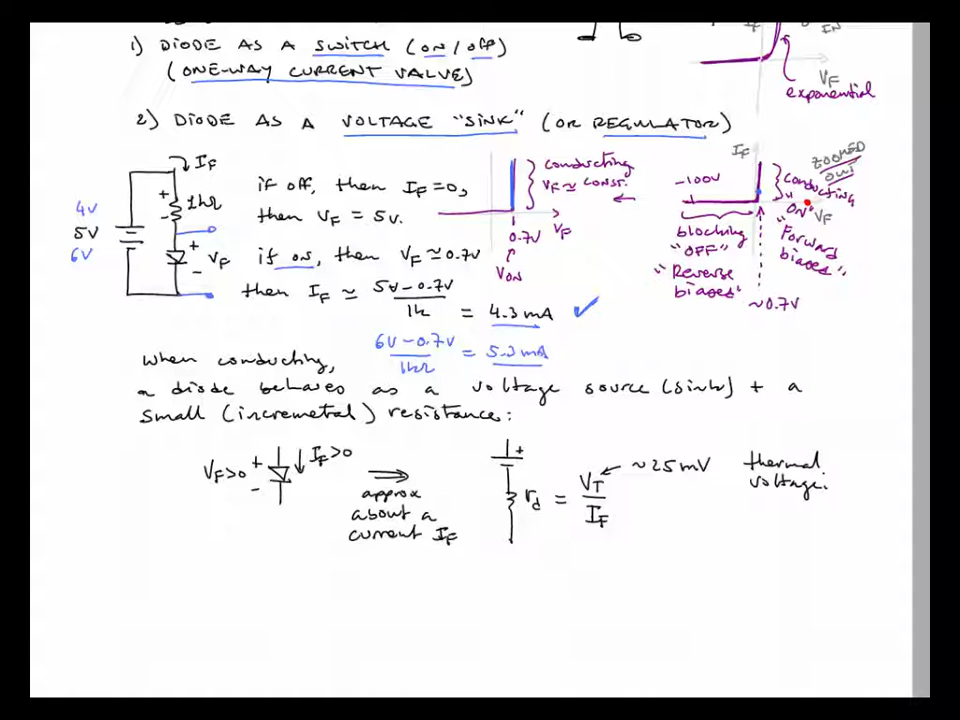 1) DIODE AS A SWITCH (ON/OFF)
(ONE-WAY CURRENT VALVE)
VF
exponential
2) DIODE AS A VOLTAGE "SINK" (OR REGULATOR)
IF
4V
5V
6V
+
-
1kΩ
+
-
VF
if off, then IF=0,
then VF = 5V.
if on, then VF ≃ 0.7V
then IF ≃ 5V-0.7V / 1k = 4.3mA ✓
6V-0.7V / 1kΩ = 5.3mA
conducting
VF ≃ CONST.
0.7V
VF
VON
IF
ZOOMED
OUT
-100V
conducting
"ON"
VF
"Forward
biased"
blocking
"OFF"
"Reverse
biased"
~0.7V
When conducting,
a diode behaves as a voltage source (sink) + a
small (incremetal) resistance:
VF>0
+
-
IF>0
⇒
approx
about a
current IF
+
rd = VT / IF
~25mV
thermal
voltage.